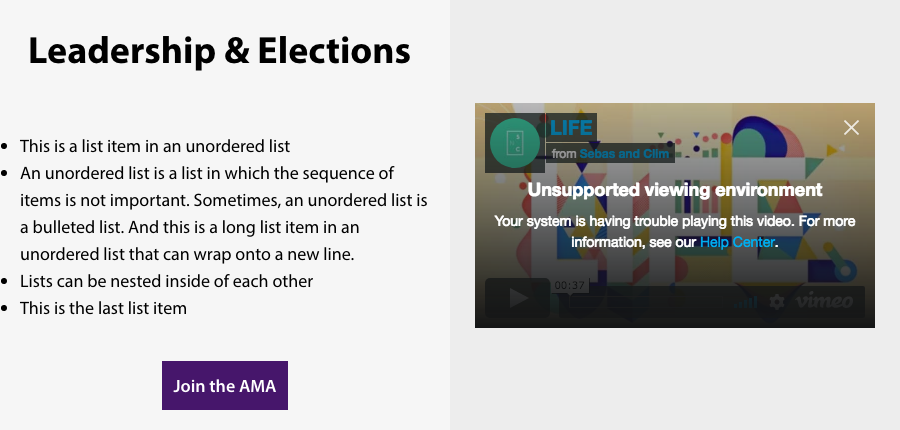 Leadership & Elections
This is a list item in an unordered list
An unordered list is a list in which the sequence of
items is not important. Sometimes, an unordered list is
a bulleted list. And this is a long list item in an
unordered list that can wrap onto a new line.
Lists can be nested inside of each other
This is the last list item
Join the AMA
LIFE
from Sebas and Clim
Unsupported viewing environment
Your system is having trouble playing this video. For more
information, see our Help Center.
00:37
vimeo